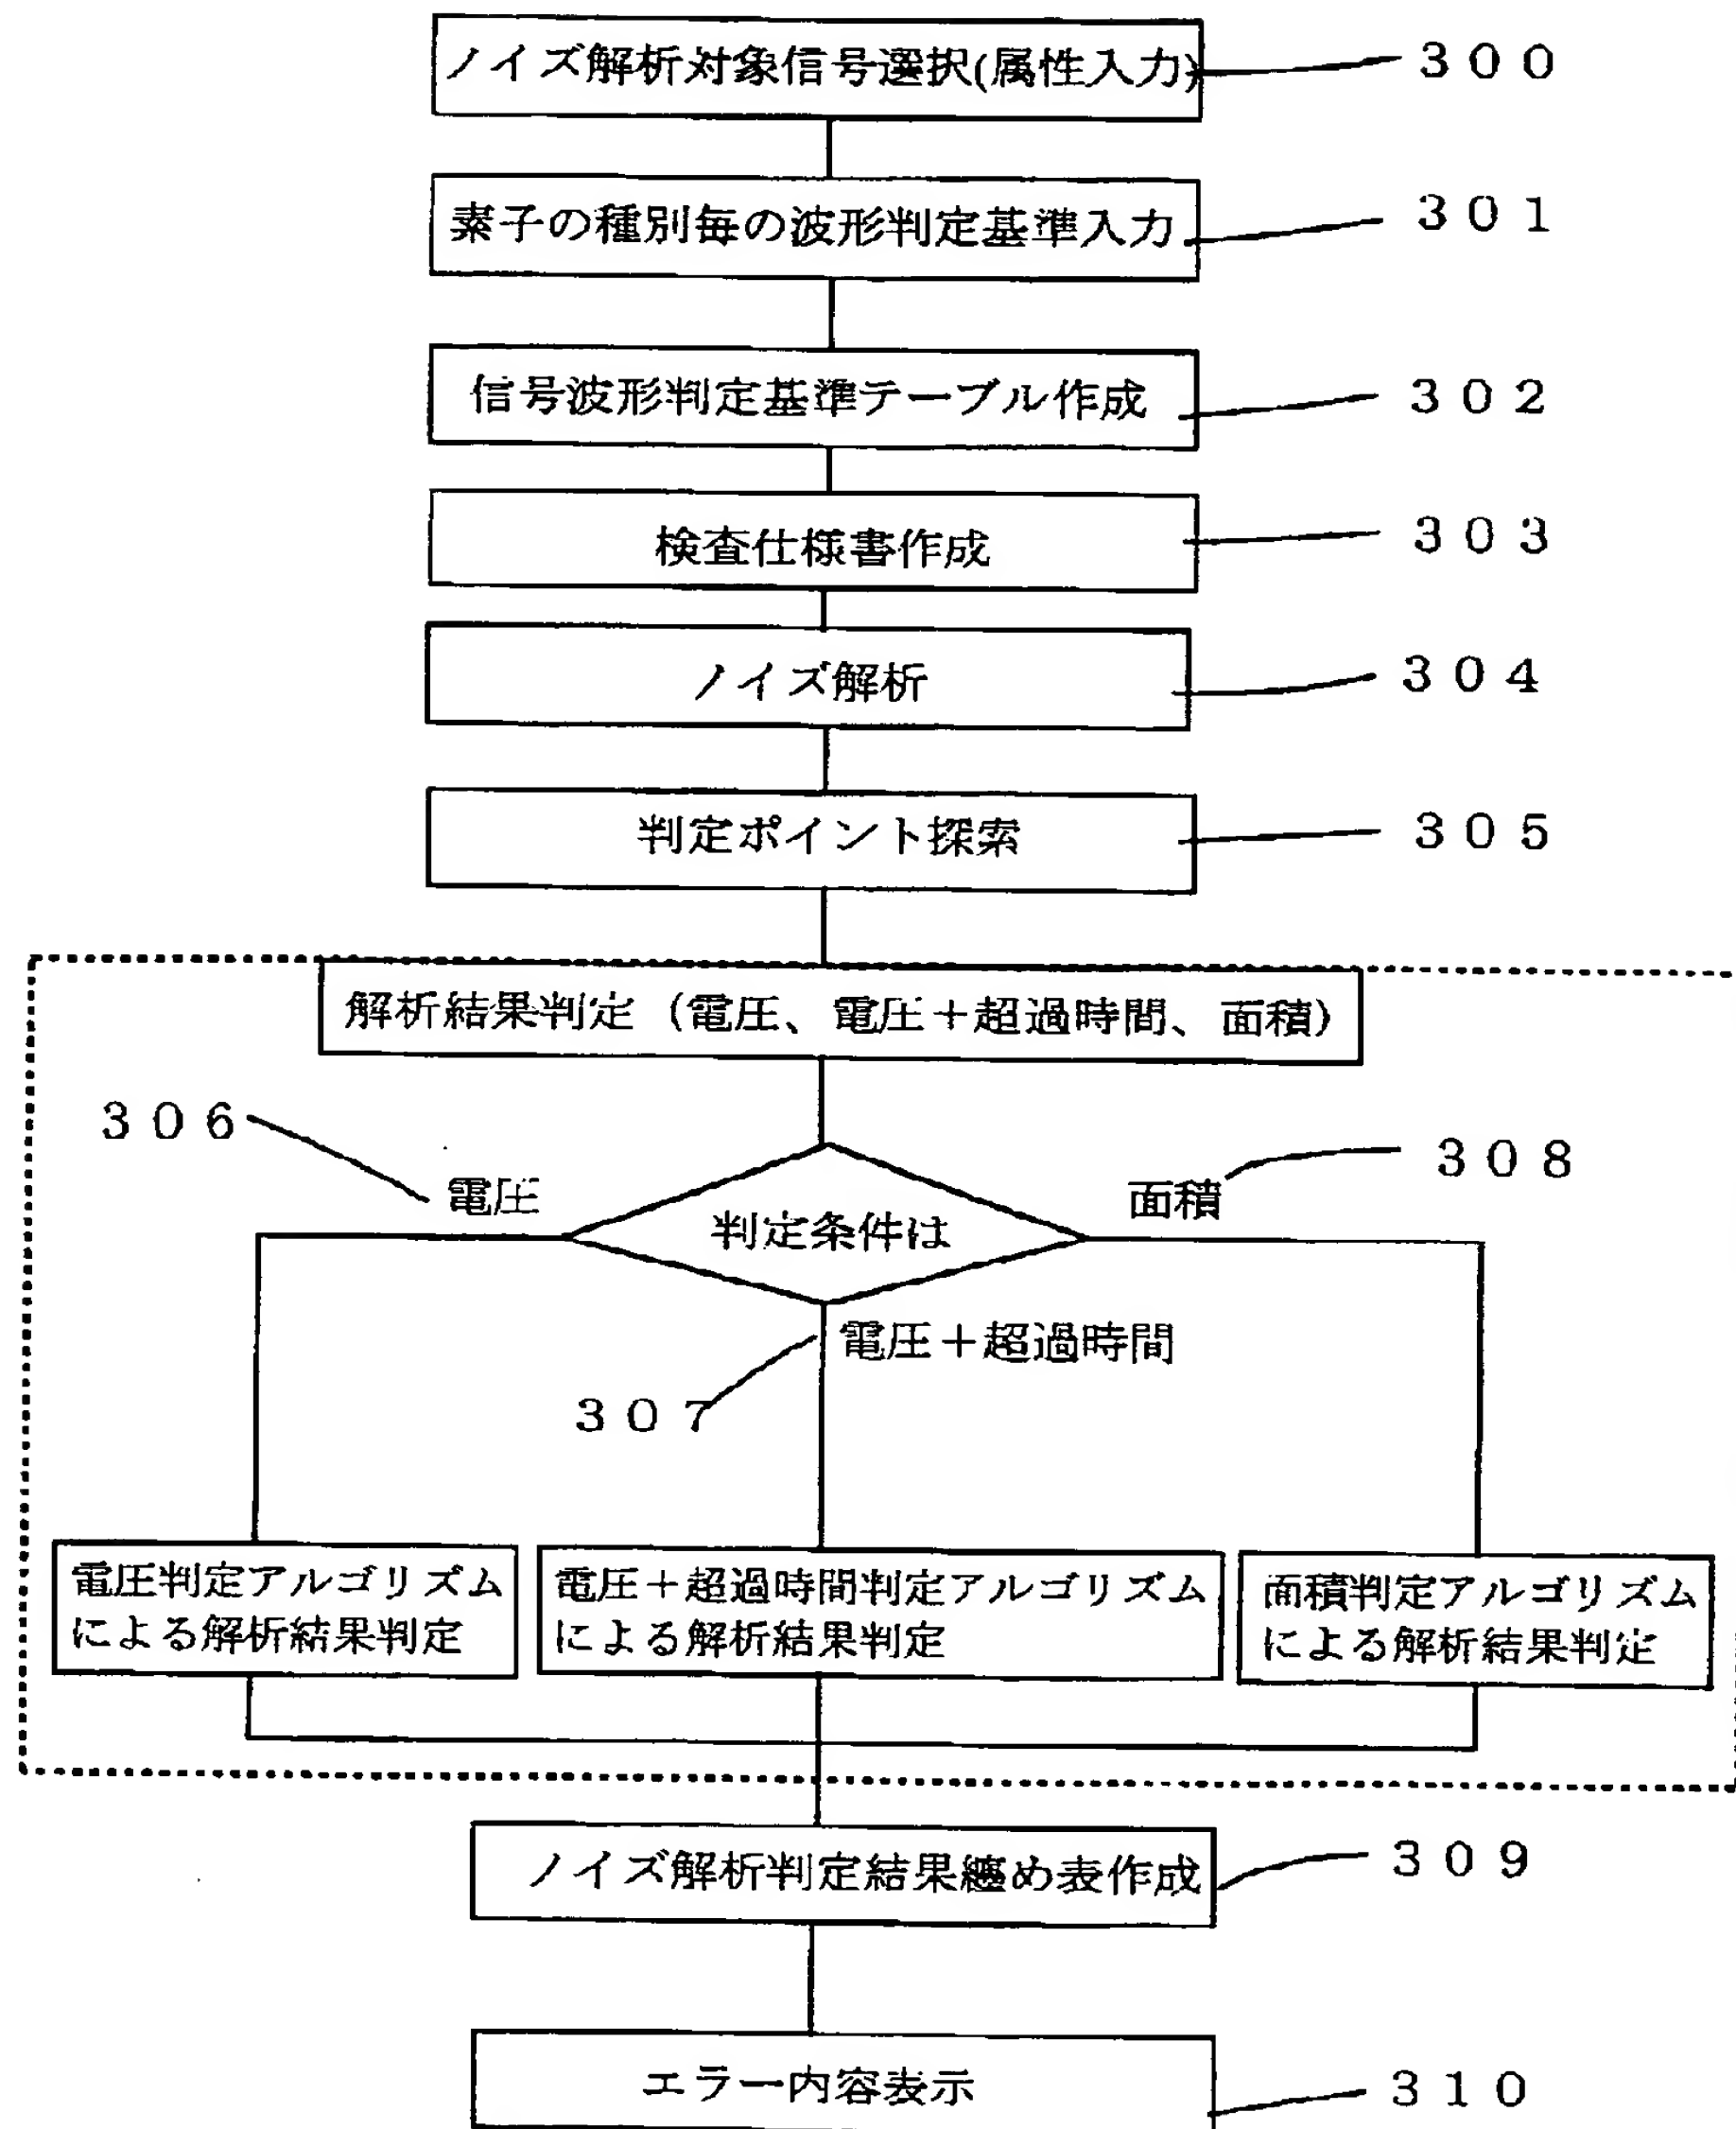 ノイズ解析対象信号選択(属性入力)
３００
素子の種別毎の波形判定基準入力
３０１
信号波形判定基準テーブル作成
３０２
検査仕様書作成
３０３
ノイズ解析
３０４
判定ポイント探索
３０５
解析結果判定（電圧、電圧＋超過時間、面積）
３０６
電圧
判定条件は
面積
３０８
電圧＋超過時間
３０７
電圧判定アルゴリズム
による解析結果判定
電圧＋超過時間判定アルゴリズム
による解析結果判定
面積判定アルゴリズム
による解析結果判定
ノイズ解析判定結果纏め表作成
３０９
エラー内容表示
３１０